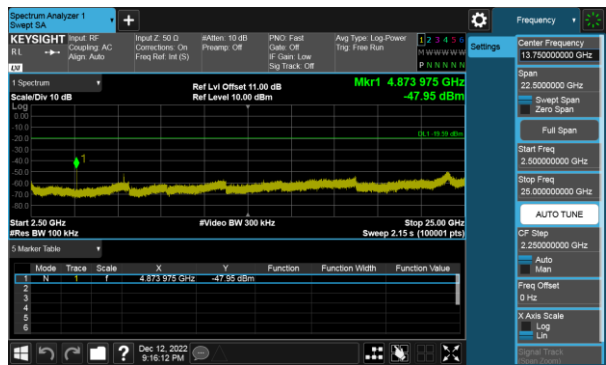 Spectrum Analyzer 1
Swept SA
+
Frequency
KEYSIGHT
Input: RF
Input Z: 50 Ω
#Atten: 10 dB
PNO: Fast
Avg Type: Log-Power
1 2 3 4 5 6
RL
Coupling: AC
Corrections: On
Preamp: Off
Gate: Off
Trig: Free Run
M W W W W W
Align: Auto
Freq Ref: Int (S)
IF Gain: Low
P N N N N N
Sig Track: Off
LXI
Settings
Center Frequency
13.750000000 GHz
Span
22.5000000 GHz
Swept Span
Zero Span
Full Span
Start Freq
2.500000000 GHz
Stop Freq
25.000000000 GHz
AUTO TUNE
CF Step
2.250000000 GHz
Auto
Man
Freq Offset
0 Hz
X Axis Scale
Log
Lin
Signal Track
(Span Zoom)
1 Spectrum
Ref Lvl Offset 11.00 dB
Mkr1 4.873 975 GHz
Scale/Div 10 dB
Ref Level 10.00 dBm
-47.95 dBm
Log
0.00
-10.0
-20.0
-30.0
-40.0
-50.0
-60.0
-70.0
-80.0
1
Start 2.50 GHz
#Video BW 300 kHz
Stop 25.00 GHz
#Res BW 100 kHz
Sweep 2.15 s (100001 pts)
5 Marker Table
Mode Trace Scale X Y Function Function Width Function Value
1 N 1 f 4.873 975 GHz -47.95 dBm
2
3
4
5
6
?
Dec 12, 2022
9:16:12 PM